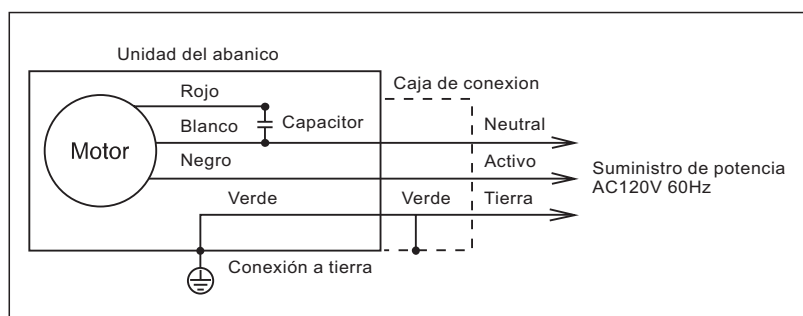 Unidad del abanico
Caja de conexion
Rojo
Blanco
Capacitor
Neutral
Motor
Negro
Activo
Suministro de potencia
AC120V 60Hz
Verde
Verde
Tierra
Conexión a tierra